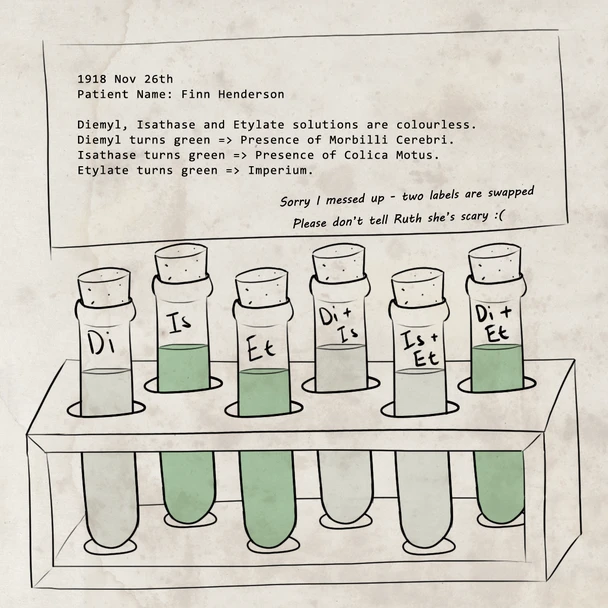 1918 Nov 26th
Patient Name: Finn Henderson
Diemyl, Isathase and Etylate solutions are colourless.
Diemyl turns green => Presence of Morbilli Cerebri.
Isathase turns green => Presence of Colica Motus.
Etylate turns green => Imperium.
Sorry I messed up - two labels are swapped
Please don't tell Ruth she's scary :(
Di
Is
Et
Di +
Is
Is +
Et
Di +
Et